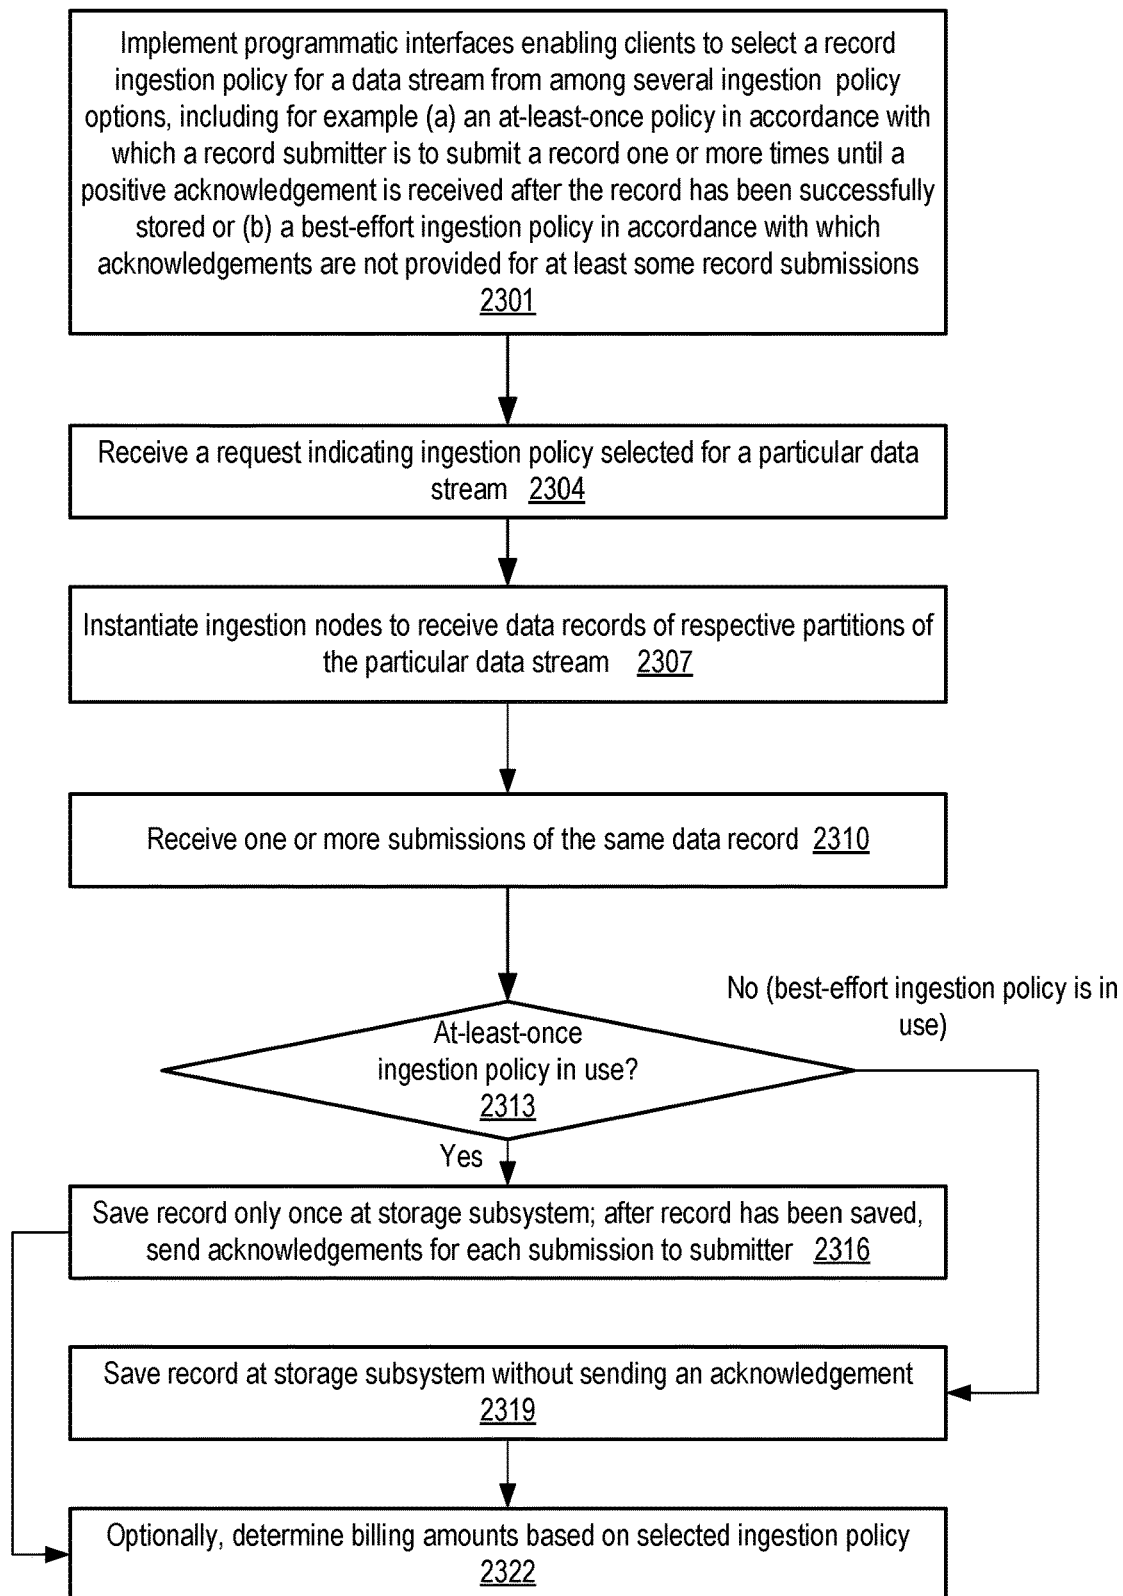 Implement programmatic interfaces enabling clients to select a record
ingestion policy for a data stream from among several ingestion policy
options, including for example (a) an at-least-once policy in accordance with
which a record submitter is to submit a record one or more times until a
positive acknowledgement is received after the record has been successfully
stored or (b) a best-effort ingestion policy in accordance with which
acknowledgements are not provided for at least some record submissions
2301
Receive a request indicating ingestion policy selected for a particular data
stream 2304
Instantiate ingestion nodes to receive data records of respective partitions of
the particular data stream 2307
Receive one or more submissions of the same data record 2310
No (best-effort ingestion policy is in
use)
At-least-once
ingestion policy in use?
2313
Yes
Save record only once at storage subsystem; after record has been saved,
send acknowledgements for each submission to submitter 2316
Save record at storage subsystem without sending an acknowledgement
2319
Optionally, determine billing amounts based on selected ingestion policy
2322